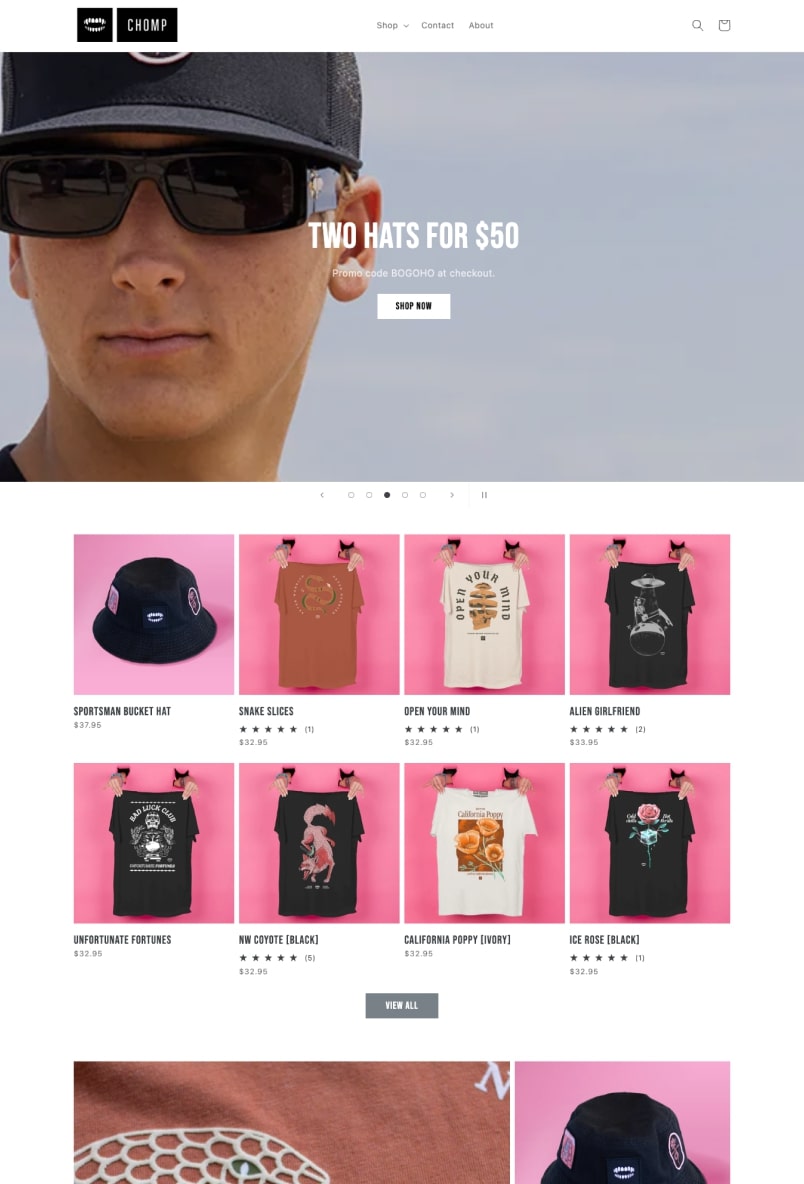 CHOMP
Shop
Contact
About
TWO HATS FOR $50
Promo code BOGOHO at checkout.
SHOP NOW
OPEN YOUR MIND
SPORTSMAN BUCKET HAT
$37.95
SNAKE SLICES
★ ★ ★ ★ ★ (1)
$32.95
OPEN YOUR MIND
★ ★ ★ ★ ★ (1)
$32.95
ALIEN GIRLFRIEND
★ ★ ★ ★ ★ (2)
$33.95
BAD LUCK CLUB
UNFORTUNATE FORTUNES
California Poppy
UNFORTUNATE FORTUNES
$32.95
NW COYOTE [BLACK]
★ ★ ★ ★ ★ (5)
$32.95
CALIFORNIA POPPY [IVORY]
$32.95
ICE ROSE [BLACK]
★ ★ ★ ★ ★ (1)
$32.95
VIEW ALL